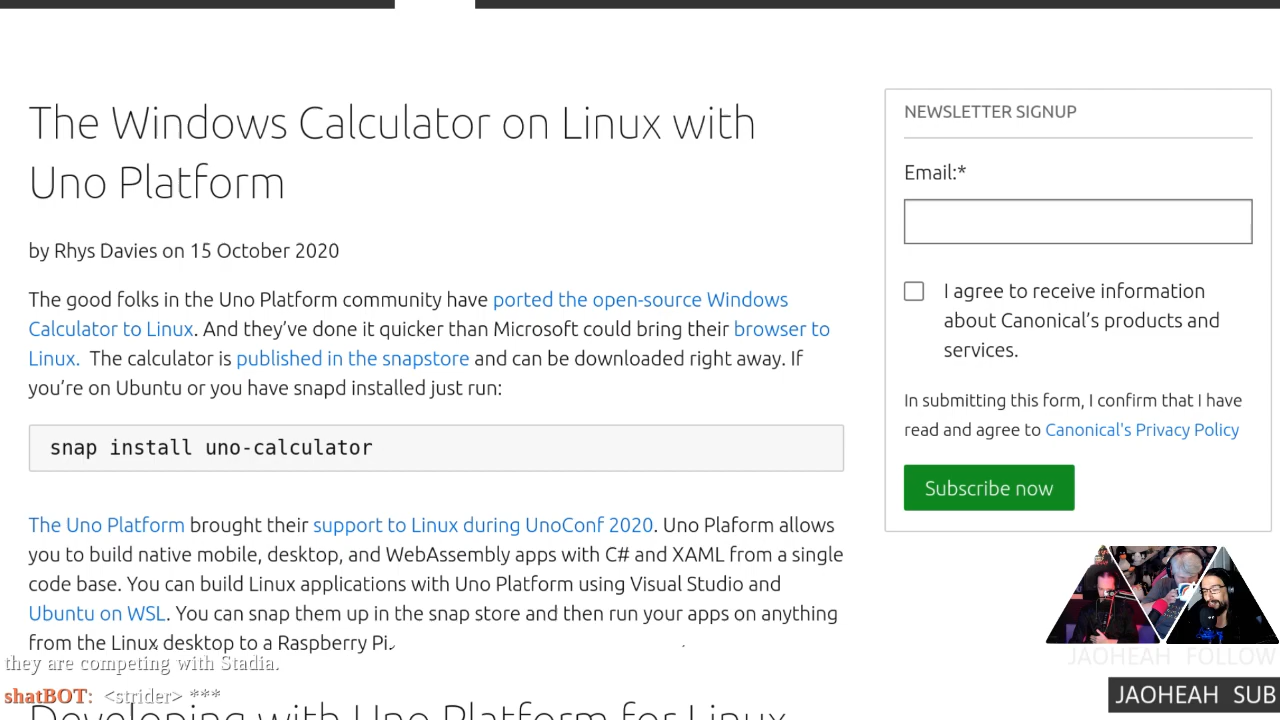 The Windows Calculator on Linux with
Uno Platform
by Rhys Davies on 15 October 2020
The good folks in the Uno Platform community have ported the open-source Windows
Calculator to Linux. And they’ve done it quicker than Microsoft could bring their browser to
Linux. The calculator is published in the snapstore and can be downloaded right away. If
you’re on Ubuntu or you have snapd installed just run:
snap install uno-calculator
The Uno Platform brought their support to Linux during UnoConf 2020. Uno Plaform allows
you to build native mobile, desktop, and WebAssembly apps with C# and XAML from a single
code base. You can build Linux applications with Uno Platform using Visual Studio and
Ubuntu on WSL. You can snap them up in the snap store and then run your apps on anything
from the Linux desktop to a Raspberry Pi.
Developing with Uno Platform for Linux
NEWSLETTER SIGNUP
Email:*
I agree to receive information
about Canonical’s products and
services.
In submitting this form, I confirm that I have
read and agree to Canonical's Privacy Policy
Subscribe now
they are competing with Stadia.
shatBOT: <strider> ***
JAOHEAH FOLLOW
JAOHEAH SUB